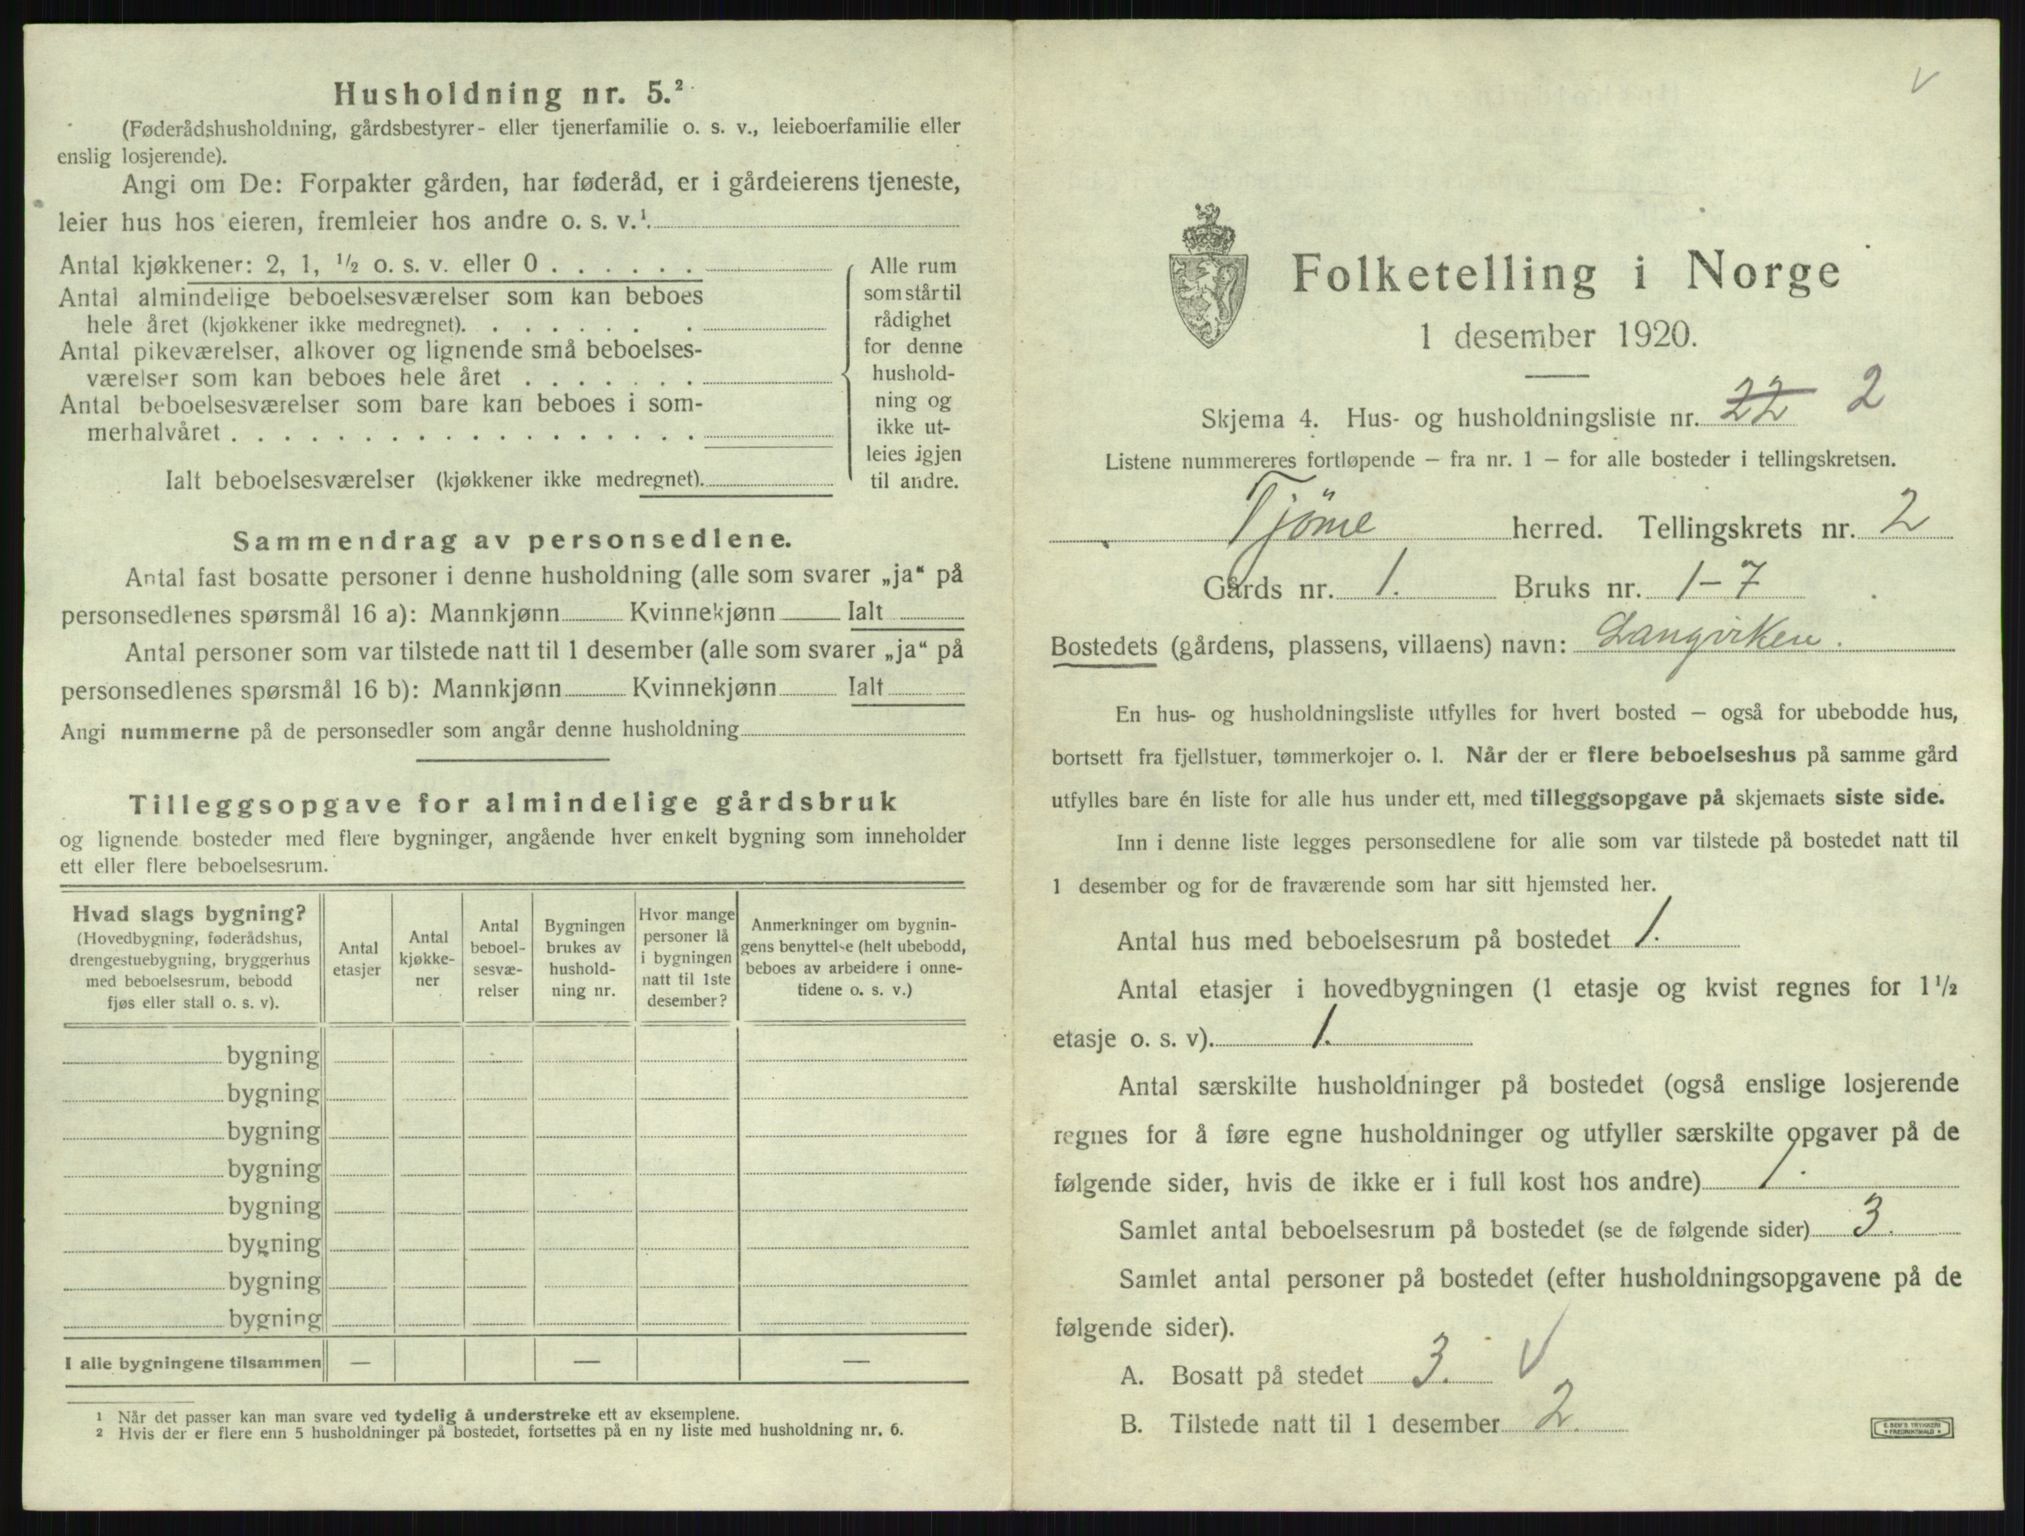 Husholdning nr. 5.²
(Føderådshusholdning, gårdsbestyrer- eller tjenerfamilie o. s. v., leieboerfamilie eller
enslig losjerende).
Angi om De: Forpakter gården, har føderåd, er i gårdeierens tjeneste,
leier hus hos eieren, fremleier hos andre o. s. v.¹
Antal kjøkkener: 2, 1, ½ o. s. v. eller 0 . . . . . .
Antal almindelige beboelsesværelser som kan beboes
hele året (kjøkkener ikke medregnet). . . . . . . .
Antal pikeværelser, alkover og lignende små beboelses-
værelser som kan beboes hele året . . . . . . .
Antal beboelsesværelser som bare kan beboes i som-
merhalvåret . . . . . . . . . . . . . . . . . .
Ialt beboelsesværelser (kjøkkener ikke medregnet).
Alle rum
som står til
rådighet
for denne
hushold-
ning og
ikke ut-
leies igjen
til andre.
Sammendrag av personsedlene.
Antal fast bosatte personer i denne husholdning (alle som svarer „ja“ på
personsedlenes spørsmål 16 a): Mannkjønn Kvinnekjønn Ialt
Antal personer som var tilstede natt til 1 desember (alle som svarer „ja“ på
personsedlenes spørsmål 16 b): Mannkjønn Kvinnekjønn Ialt
Angi nummerne på de personsedler som angår denne husholdning
Tilleggsopgave for almindelige gårdsbruk
og lignende bosteder med flere bygninger, angående hver enkelt bygning som inneholder
ett eller flere beboelsesrum.
Hvad slags bygning?
(Hovedbygning, føderådshus,
drengestuebygning, bryggerhus
med beboelsesrum, bebodd
fjøs eller stall o. s. v).
Antal
etasjer
Antal
kjøkke-
ner
Antal
beboel-
sesvæ-
relser
Bygningen
brukes av
hushold-
ning nr.
Hvor mange
personer lå
i bygningen
natt til 1ste
desember?
Anmerkninger om bygnin-
gens benyttelse (helt ubebodd,
beboes av arbeidere i onne-
tidene o. s. v.)
bygning
bygning
bygning
bygning
bygning
bygning
bygning
bygning
I alle bygningene tilsammen — — —
¹ Når det passer kan man svare ved tydelig å understreke ett av eksemplene.
² Hvis der er flere enn 5 husholdninger på bostedet, fortsettes på en ny liste med husholdning nr. 6.
V
Folketelling i Norge
1 desember 1920.
Skjema 4. Hus- og husholdningsliste nr. 22 2
Listene nummereres fortløpende – fra nr. 1 – for alle bosteder i tellingskretsen.
Tjöme herred. Tellingskrets nr. 2
Gårds nr. 1. Bruks nr. 1-7
Bostedets (gårdens, plassens, villaens) navn: Langviken.
En hus- og husholdningsliste utfylles for hvert bosted – også for ubebodde hus,
bortsett fra fjellstuer, tømmerkojer o. l. Når der er flere beboelseshus på samme gård
utfylles bare én liste for alle hus under ett, med tilleggsopgave på skjemaets siste side.
Inn i denne liste legges personsedlene for alle som var tilstede på bostedet natt til
1 desember og for de fraværende som har sitt hjemsted her.
Antal hus med beboelsesrum på bostedet 1.
Antal etasjer i hovedbygningen (1 etasje og kvist regnes for 1½
etasje o. s. v). 1.
Antal særskilte husholdninger på bostedet (også enslige losjerende
regnes for å føre egne husholdninger og utfyller særskilte opgaver på de
følgende sider, hvis de ikke er i full kost hos andre) 1.
Samlet antal beboelsesrum på bostedet (se de følgende sider) 3.
Samlet antal personer på bostedet (efter husholdningsopgavene på de
følgende sider).
A. Bosatt på stedet 3. V
B. Tilstede natt til 1 desember 2.
E. SEM'S TRYKKERI
FREDRIKSHALD